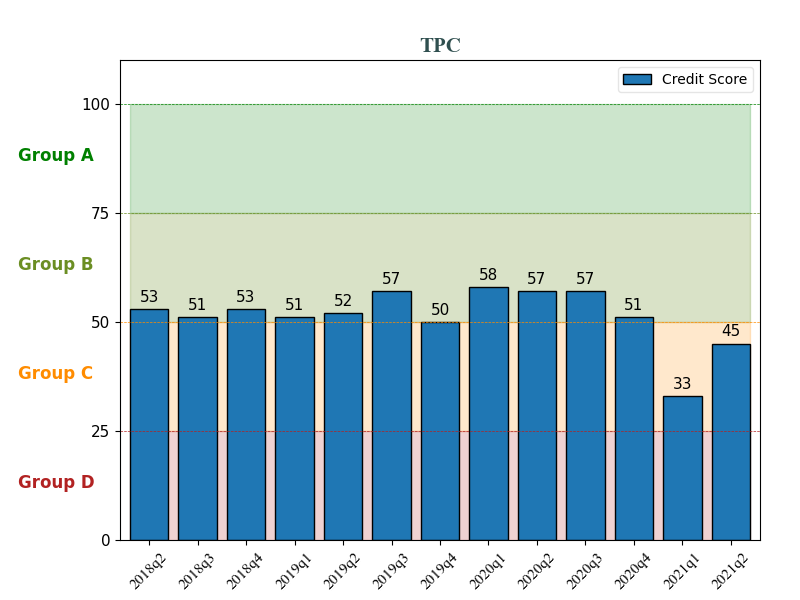 TPC
Credit Score
100
Group A
75
Group B
50
Group C
25
Group D
0
53
51
53
51
52
57
50
58
57
57
51
33
45
2018q2
2018q3
2018q4
2019q1
2019q2
2019q3
2019q4
2020q1
2020q2
2020q3
2020q4
2021q1
2021q2